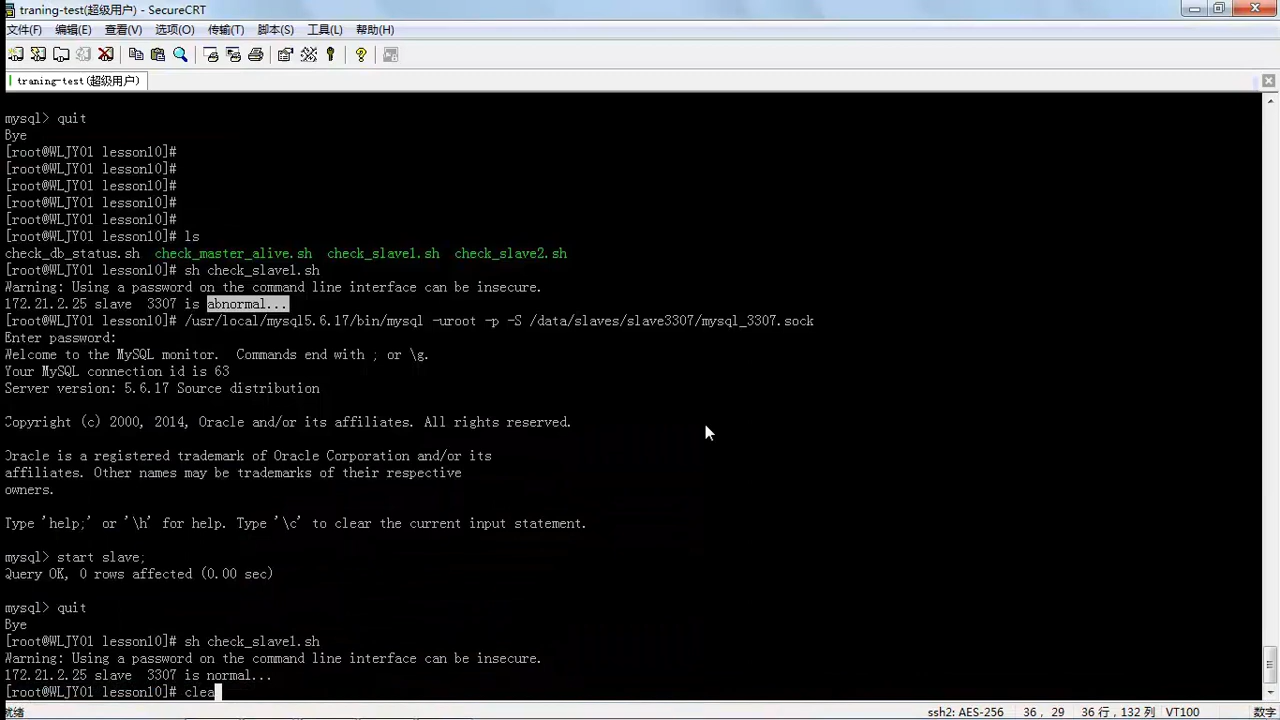 traning-test(超级用户) - SecureCRT
文件(F) 编辑(E) 查看(V) 选项(O) 传输(T) 脚本(S) 工具(L) 帮助(H)
traning-test(超级用户)
mysql> quit
Bye
[root@WLJY01 lesson10]#
[root@WLJY01 lesson10]#
[root@WLJY01 lesson10]#
[root@WLJY01 lesson10]#
[root@WLJY01 lesson10]#
[root@WLJY01 lesson10]# ls
check_db_status.sh  check_master_alive.sh  check_slave1.sh  check_slave2.sh
[root@WLJY01 lesson10]# sh check_slave1.sh
Warning: Using a password on the command line interface can be insecure.
172.21.2.25 slave  3307 is abnormal...
[root@WLJY01 lesson10]# /usr/local/mysql5.6.17/bin/mysql -uroot -p -S /data/slaves/slave3307/mysql_3307.sock
Enter password:
Welcome to the MySQL monitor.  Commands end with ; or \g.
Your MySQL connection id is 63
Server version: 5.6.17 Source distribution
Copyright (c) 2000, 2014, Oracle and/or its affiliates. All rights reserved.
Oracle is a registered trademark of Oracle Corporation and/or its
affiliates. Other names may be trademarks of their respective
owners.
Type 'help;' or '\h' for help. Type '\c' to clear the current input statement.
mysql> start slave;
Query OK, 0 rows affected (0.00 sec)
mysql> quit
Bye
[root@WLJY01 lesson10]# sh check_slave1.sh
Warning: Using a password on the command line interface can be insecure.
172.21.2.25 slave  3307 is normal...
[root@WLJY01 lesson10]# clea
就绪 ssh2: AES-256 36, 29 36 行, 132 列 VT100 数字